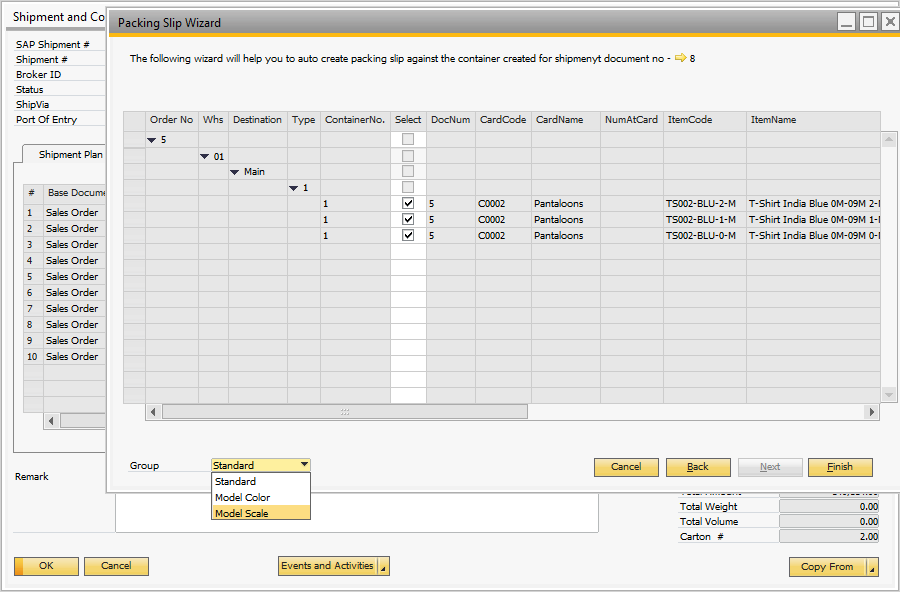 Shipment and Co
Packing Slip Wizard
SAP Shipment #
Shipment #
Broker ID
Status
ShipVia
Port Of Entry
The following wizard will help you to auto create packing slip against the container created for shipmenyt document no - 8
Order No Whs Destination Type ContainerNo. Select DocNum CardCode CardName NumAtCard ItemCode ItemName
5
01
Main
1
1 5 C0002 Pantaloons TS002-BLU-2-M T-Shirt India Blue 0M-09M 2-
1 5 C0002 Pantaloons TS002-BLU-1-M T-Shirt India Blue 0M-09M 1-
1 5 C0002 Pantaloons TS002-BLU-0-M T-Shirt India Blue 0M-09M 0-
Shipment Plan
# Base Docume
1 Sales Order
2 Sales Order
3 Sales Order
4 Sales Order
5 Sales Order
6 Sales Order
7 Sales Order
8 Sales Order
9 Sales Order
10 Sales Order
Group Standard
Standard
Model Color
Model Scale
Cancel Back Next Finish
Remark
Total Amount
Total Weight 0.00
Total Volume 0.00
Carton # 2.00
OK Cancel Events and Activities Copy From